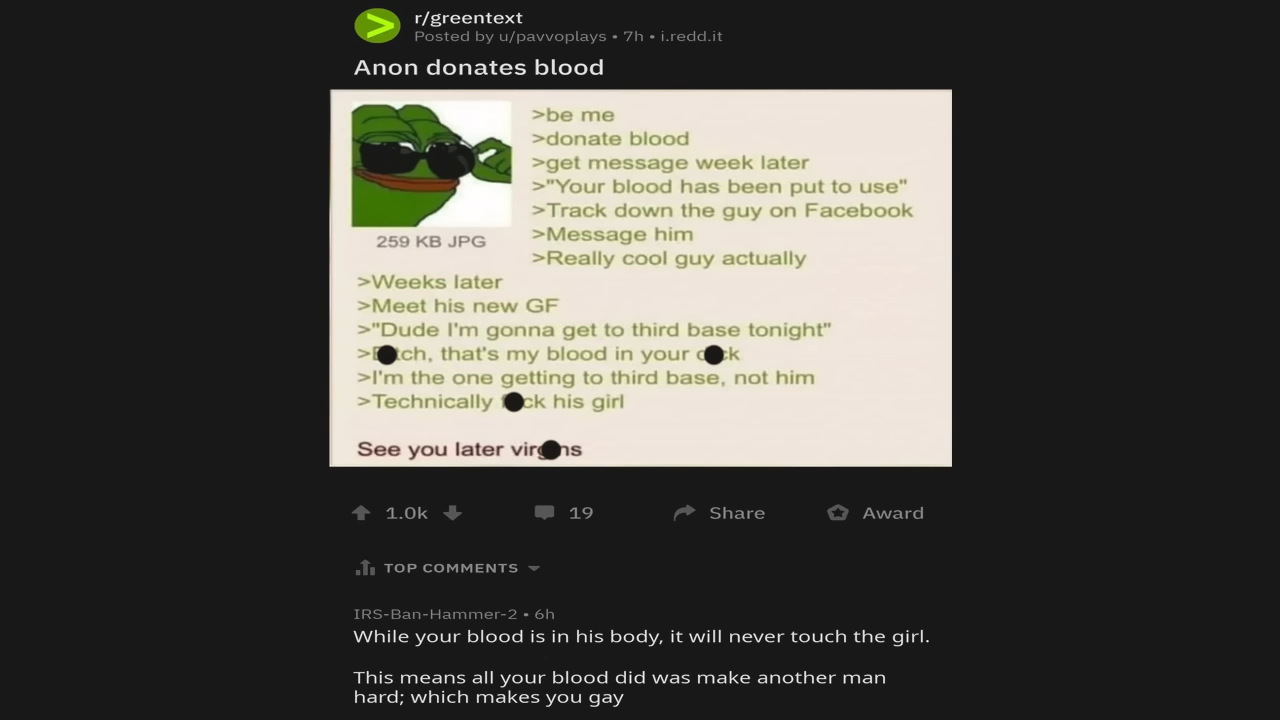 r/greentext
Posted by u/pavvoplays • 7h • i.redd.it
Anon donates blood
>be me
>donate blood
>get message week later
>"Your blood has been put to use"
>Track down the guy on Facebook
>Message him
>Really cool guy actually
259 KB JPG
>Weeks later
>Meet his new GF
>"Dude I'm gonna get to third base tonight"
>B●tch, that's my blood in your c●ck
>I'm the one getting to third base, not him
>Technically f●ck his girl
See you later virg●ns
1.0k
19
Share
Award
TOP COMMENTS
IRS-Ban-Hammer-2 • 6h
While your blood is in his body, it will never touch the girl.
This means all your blood did was make another man
hard; which makes you gay